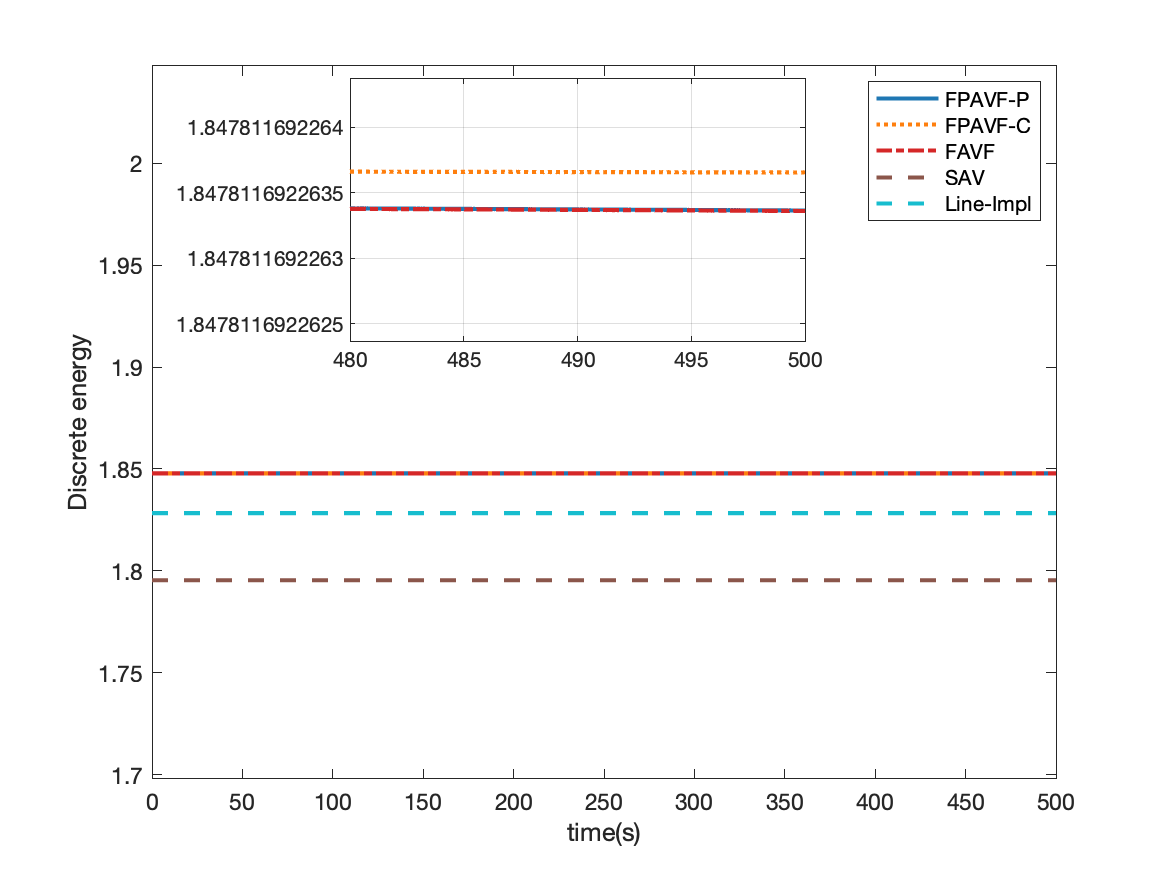 FPAVF-P
FPAVF-C
FAVF
SAV
Line-Impl
1.847811692264
1.8478116922635
1.847811692263
1.8478116922625
480 485 490 495 500
2
1.95
1.9
1.85
1.8
1.75
1.7
Discrete energy
0 50 100 150 200 250 300 350 400 450 500
time(s)